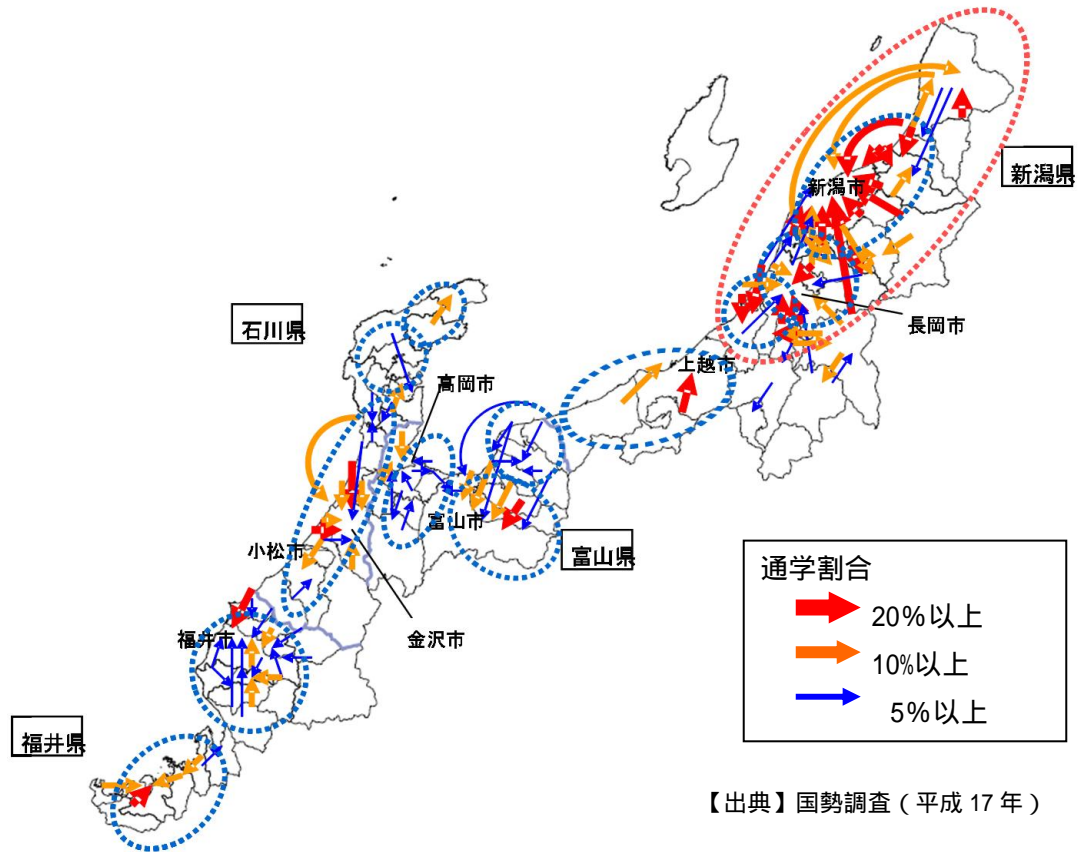 新潟県
新潟市
長岡市
石川県
高岡市
上越市
富山市
富山県
小松市
金沢市
福井市
福井県
通学割合
20%以上
10%以上
5%以上
【出典】国勢調査（平成 17 年）